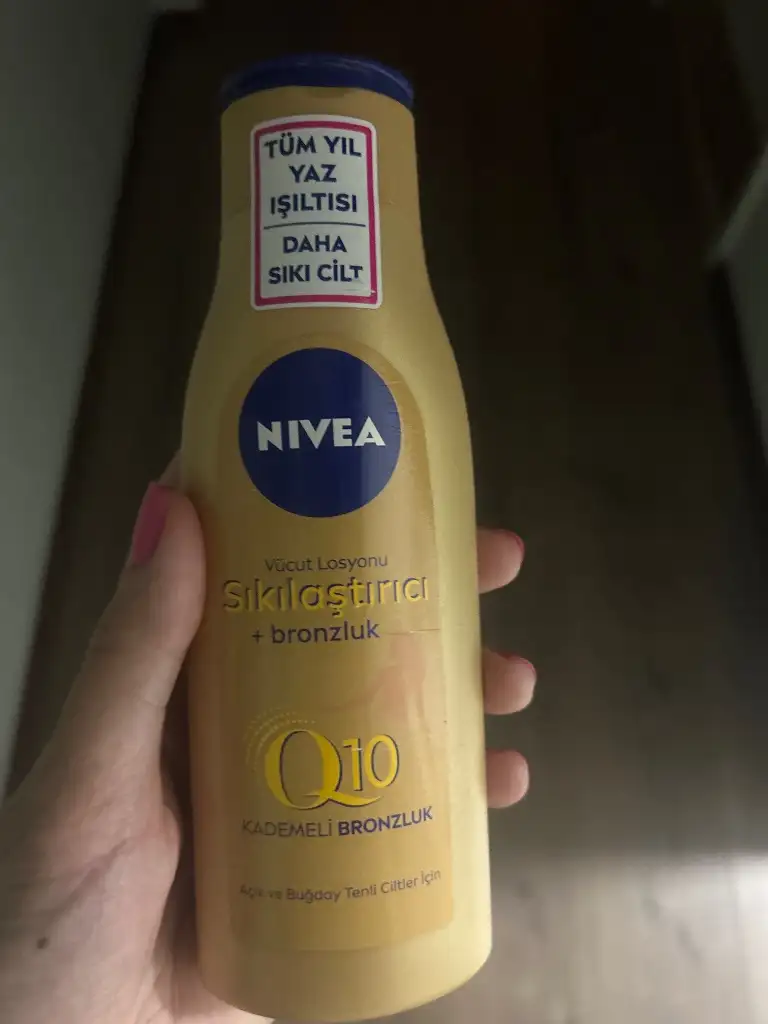 TÜM YIL
YAZ
IŞILTISI
DAHA
SIKI CİLT
NIVEA
Vücut Losyonu
Sıkılaştırıcı
+ bronzluk
Q10
KADEMELİ BRONZLUK
Açık ve Buğday Tenli Ciltler İçin